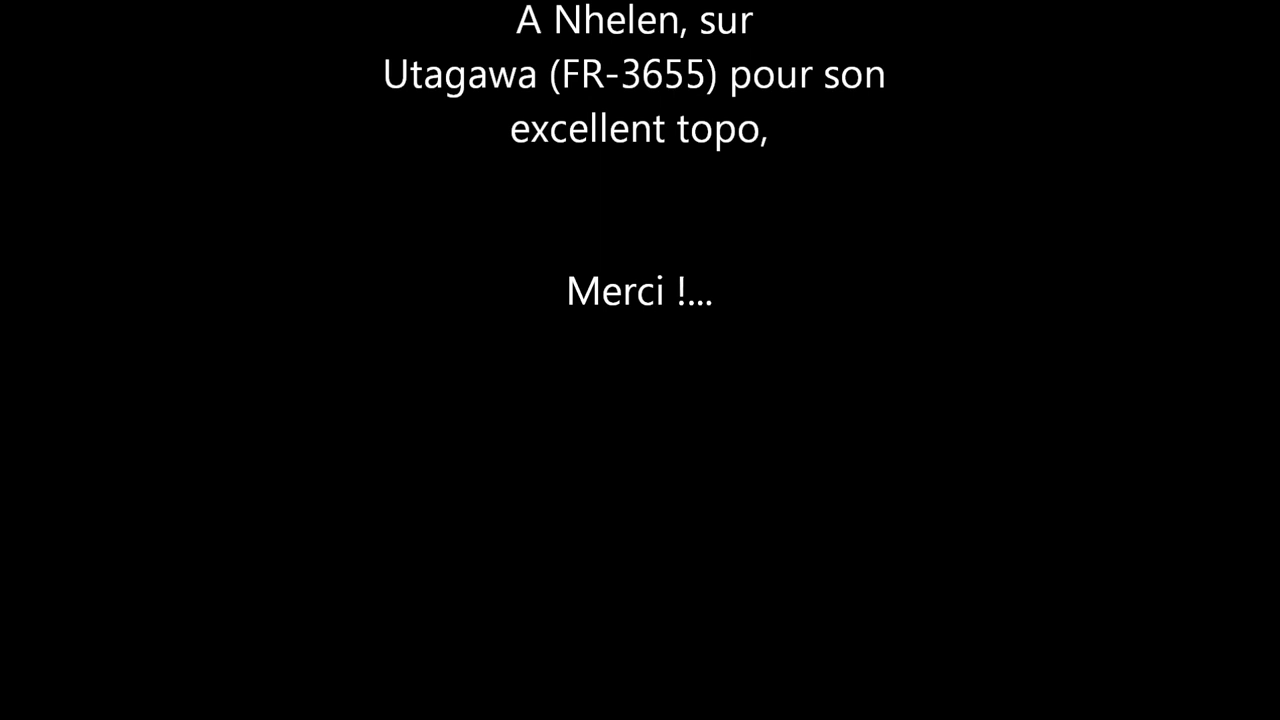 A Nhelen, sur
Utagawa (FR-3655) pour son
excellent topo,
Merci !...